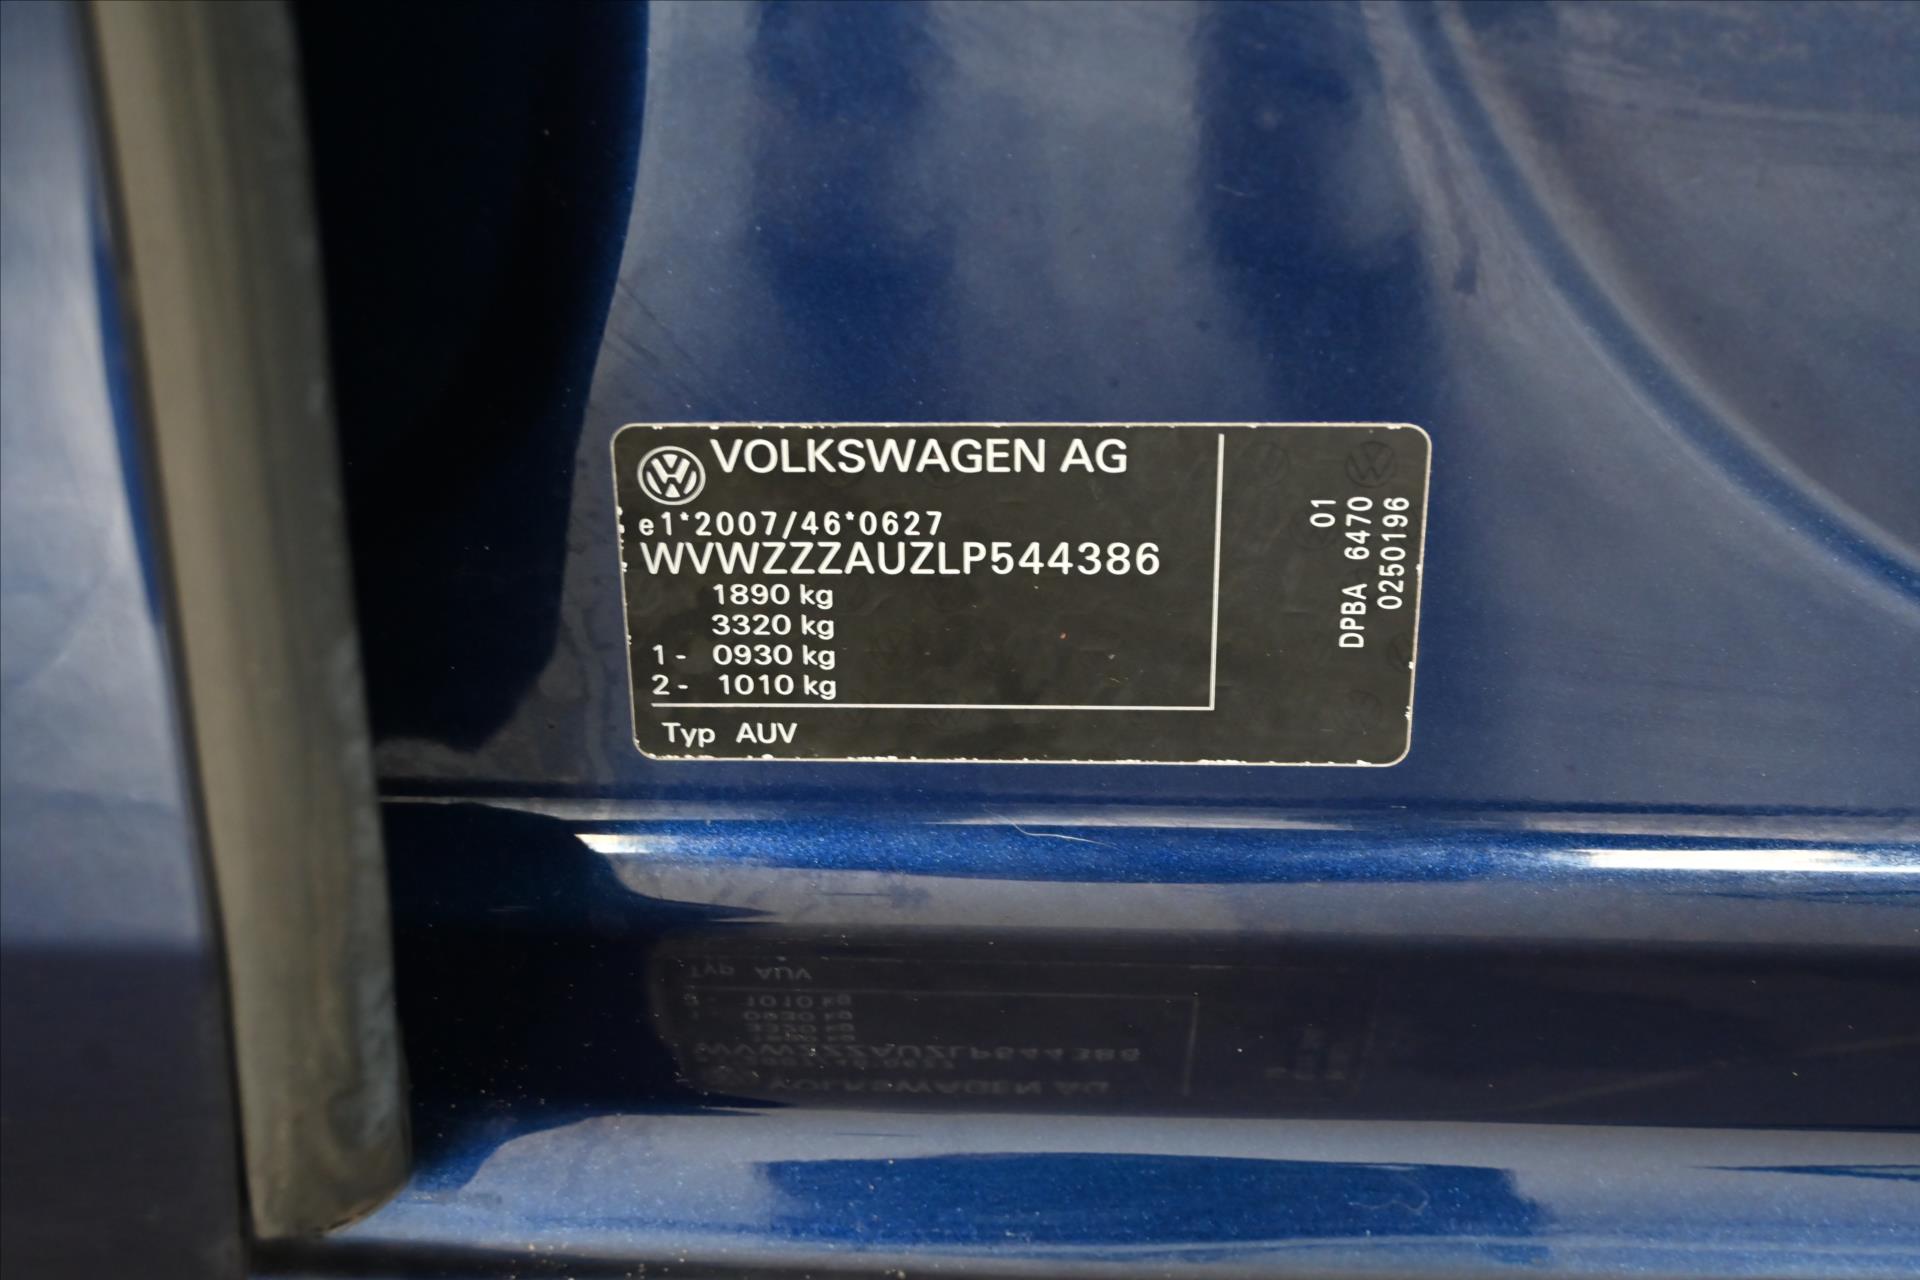 VOLKSWAGEN AG
e1*2007/46*0627
WVWZZZAUZLP544386
1890 kg
3320 kg
1- 0930 kg
2- 1010 kg
Typ AUV
01
DPBA 6470
0250196